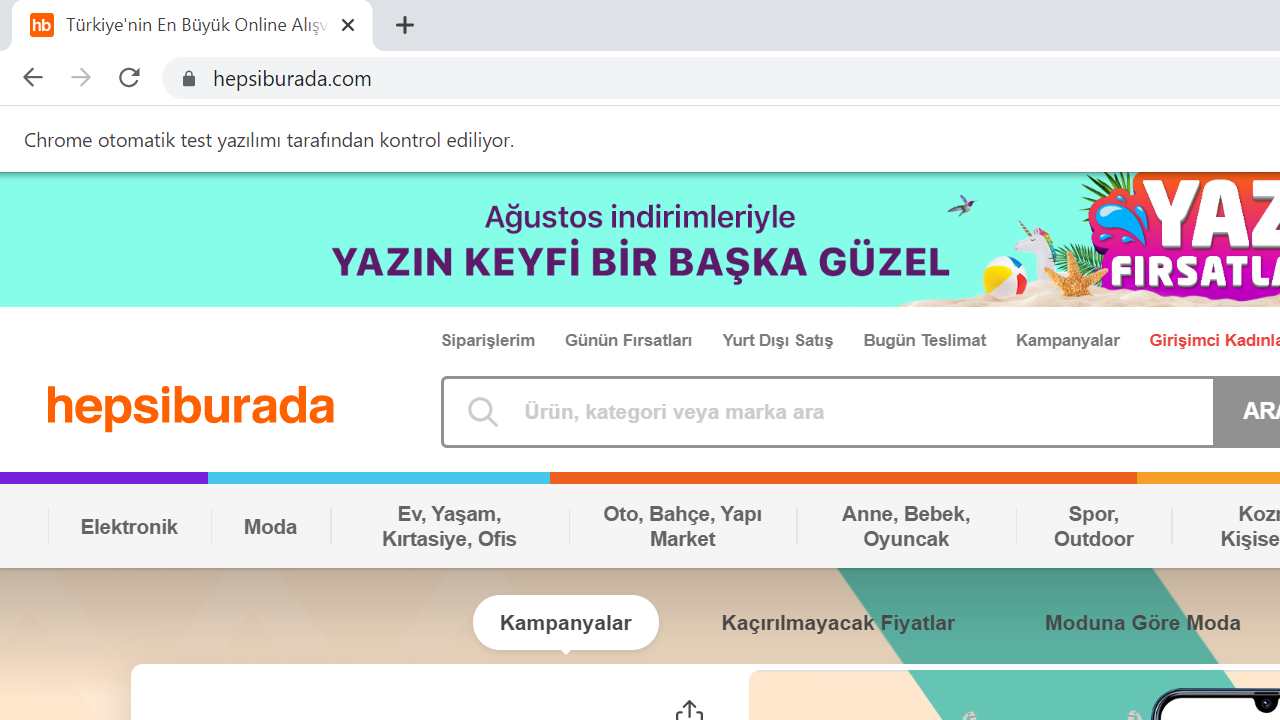 hb Türkiye'nin En Büyük Online Alışv
hepsiburada.com
Chrome otomatik test yazılımı tarafından kontrol ediliyor.
Ağustos indirimleriyle
YAZIN KEYFİ BİR BAŞKA GÜZEL
YAZ
FIRSATLA
Siparişlerim Günün Fırsatları Yurt Dışı Satış Bugün Teslimat Kampanyalar Girişimci Kadınla
hepsiburada
Ürün, kategori veya marka ara
ARA
Elektronik
Moda
Ev, Yaşam,
Kırtasiye, Ofis
Oto, Bahçe, Yapı
Market
Anne, Bebek,
Oyuncak
Spor,
Outdoor
Kozm
Kişise
Kampanyalar Kaçırılmayacak Fiyatlar Moduna Göre Moda